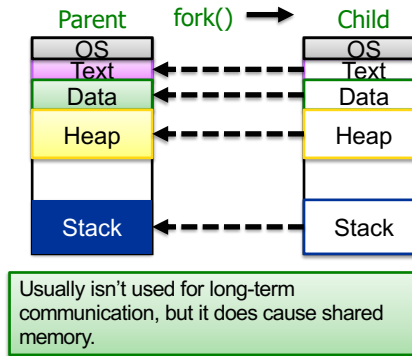 Parent fork() Child
OS OS
Text Text
Data Data
Heap Heap
Stack Stack
Usually isn't used for long-term
communication, but it does cause shared
memory.